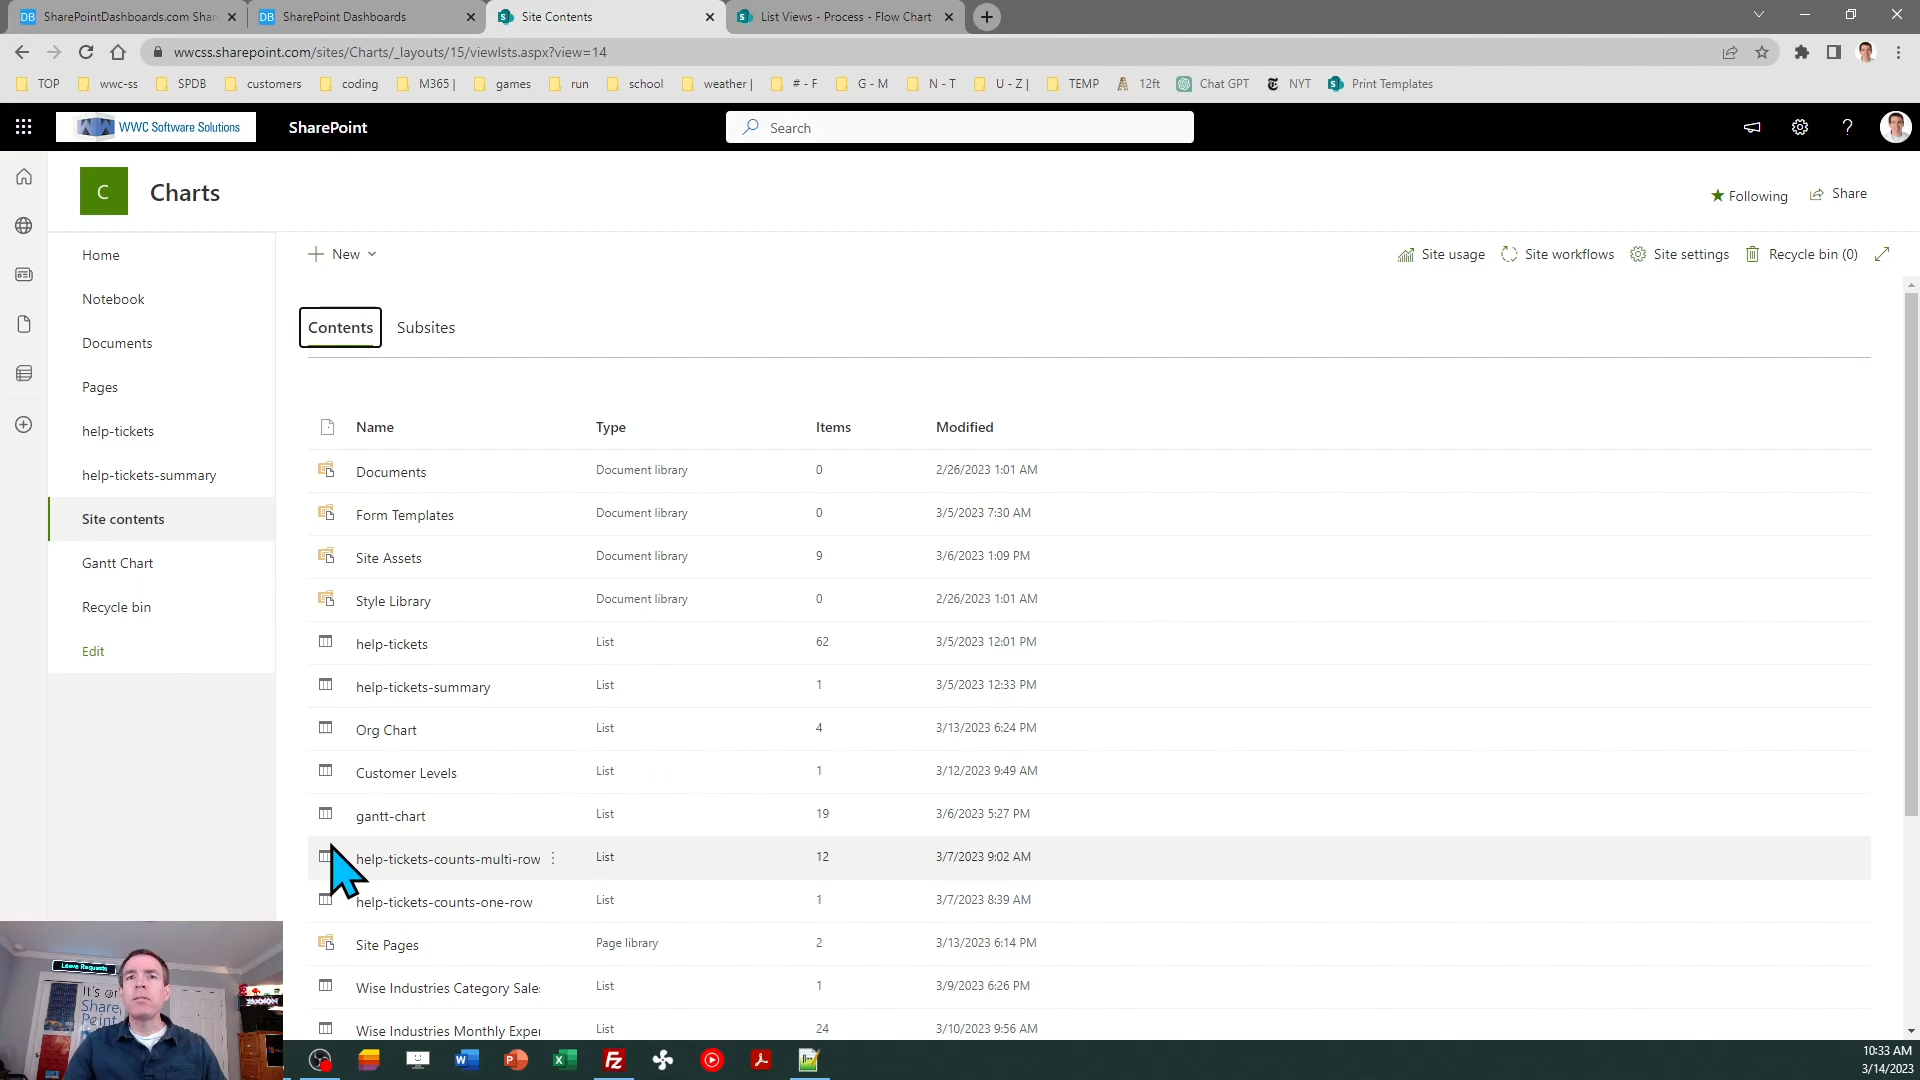 SharePointDashboards.com Shar
SharePoint Dashboards
Site Contents
List Views - Process - Flow Chart
wwcss.sharepoint.com/sites/Charts/_layouts/15/viewlsts.aspx?view=14
TOP
wwc-ss
SPDB
customers
coding
M365 |
games
run
school
weather |
# - F
G - M
N - T
U - Z |
TEMP
12ft
Chat GPT
NYT
Print Templates
WWC Software Solutions
SharePoint
Search
C
Charts
Following
Share
Home
Notebook
Documents
Pages
help-tickets
help-tickets-summary
Site contents
Gantt Chart
Recycle bin
Edit
New
Site usage
Site workflows
Site settings
Recycle bin (0)
Contents
Subsites
Name Type Items Modified
Documents Document library 0 2/26/2023 1:01 AM
Form Templates Document library 0 3/5/2023 7:30 AM
Site Assets Document library 9 3/6/2023 1:09 PM
Style Library Document library 0 2/26/2023 1:01 AM
help-tickets List 62 3/5/2023 12:01 PM
help-tickets-summary List 1 3/5/2023 12:33 PM
Org Chart List 4 3/13/2023 6:24 PM
Customer Levels List 1 3/12/2023 9:49 AM
gantt-chart List 19 3/6/2023 5:27 PM
help-tickets-counts-multi-row List 12 3/7/2023 9:02 AM
help-tickets-counts-one-row List 1 3/7/2023 8:39 AM
Site Pages Page library 2 3/13/2023 6:14 PM
Wise Industries Category Sale List 1 3/9/2023 6:26 PM
Wise Industries Monthly Exper List 24 3/10/2023 9:56 AM
Leave Requests
It's on
Share
Point
10:33 AM
3/14/2023